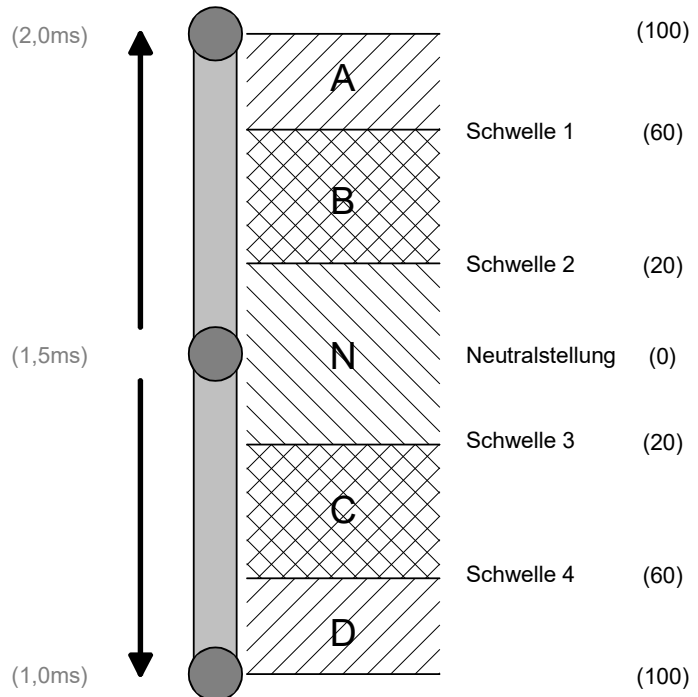 (2,0ms) (100)
A
Schwelle 1 (60)
B
Schwelle 2 (20)
(1,5ms) N Neutralstellung (0)
Schwelle 3 (20)
C
Schwelle 4 (60)
D
(1,0ms) (100)